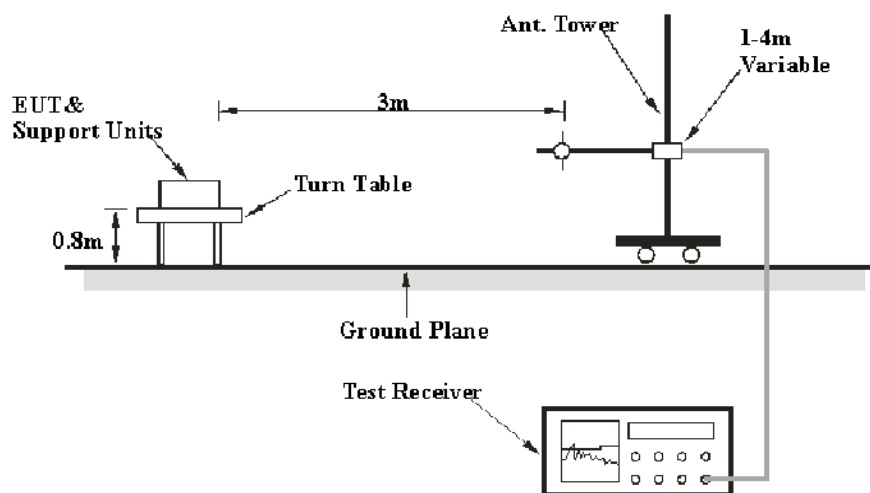 Ant. Tower
1-4m
Variable
3m
EUT&
Support Units
Turn Table
0.8m
Ground Plane
Test Receiver